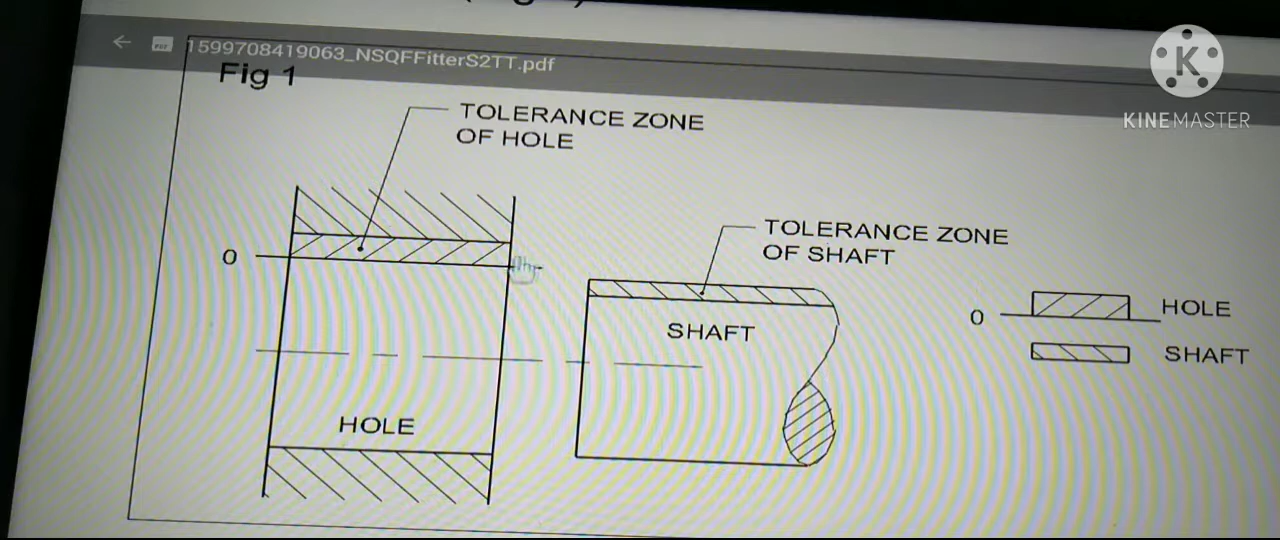 1599708419063_NSQFFitterS2TT.pdf
Fig 1
K
KINEMASTER
TOLERANCE ZONE
OF HOLE
0
TOLERANCE ZONE
OF SHAFT
SHAFT
0
HOLE
SHAFT
HOLE